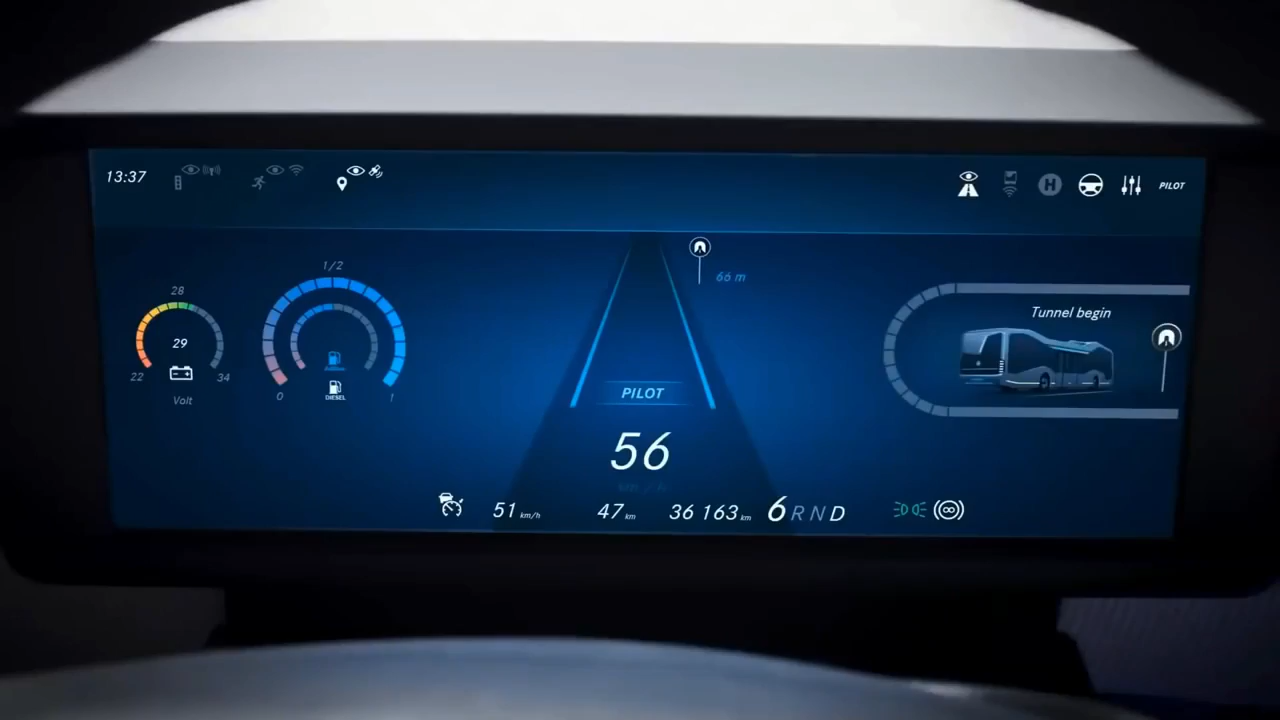 13:37
H
PILOT
66 m
28
29
22
34
Volt
1/2
0
1
DIESEL
Tunnel begin
PILOT
56
51 km/h
47 km
36 163 km
6 R N D